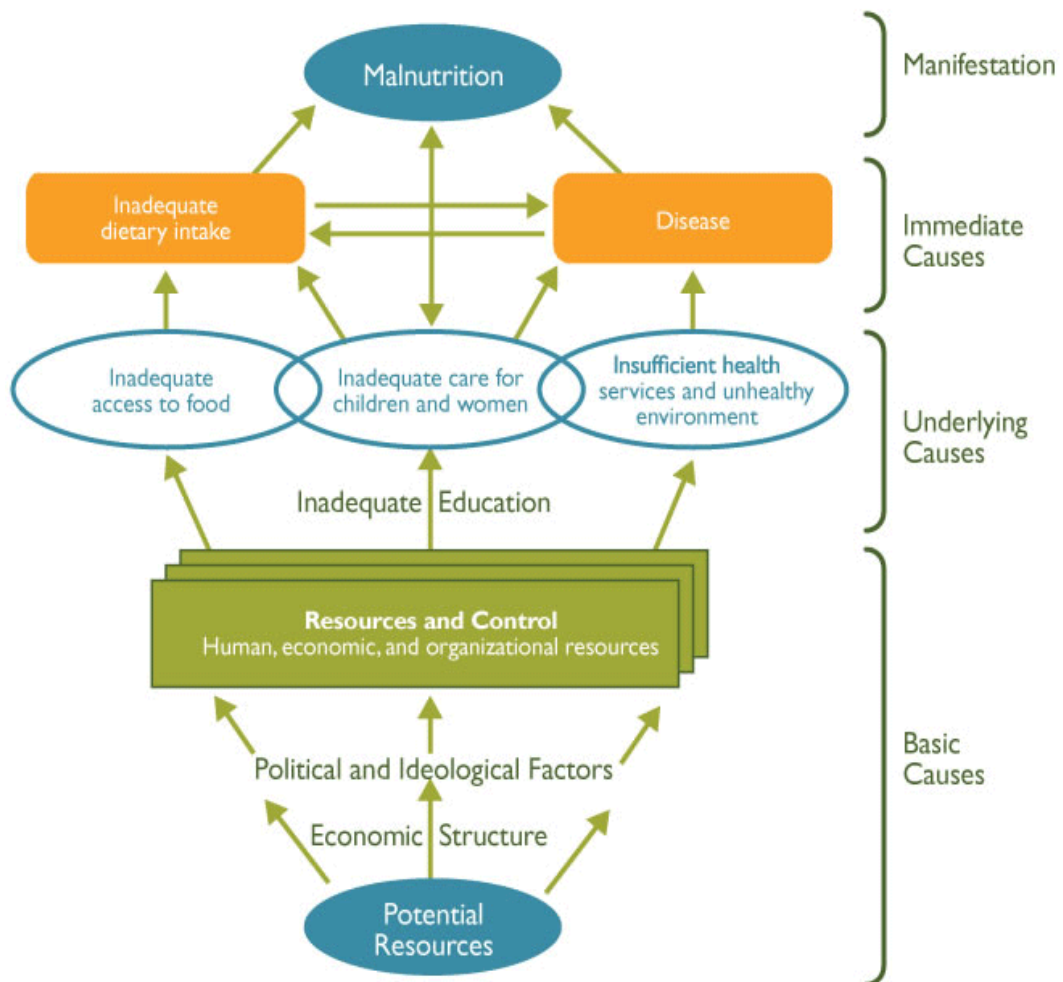 Malnutrition
Manifestation
Inadequate
dietary intake
Disease
Immediate
Causes
Inadequate
access to food
Inadequate care for
children and women
Insufficient health
services and unhealthy
environment
Underlying
Causes
Inadequate Education
Resources and Control
Human, economic, and organizational resources
Political and Ideological Factors
Economic Structure
Basic
Causes
Potential
Resources